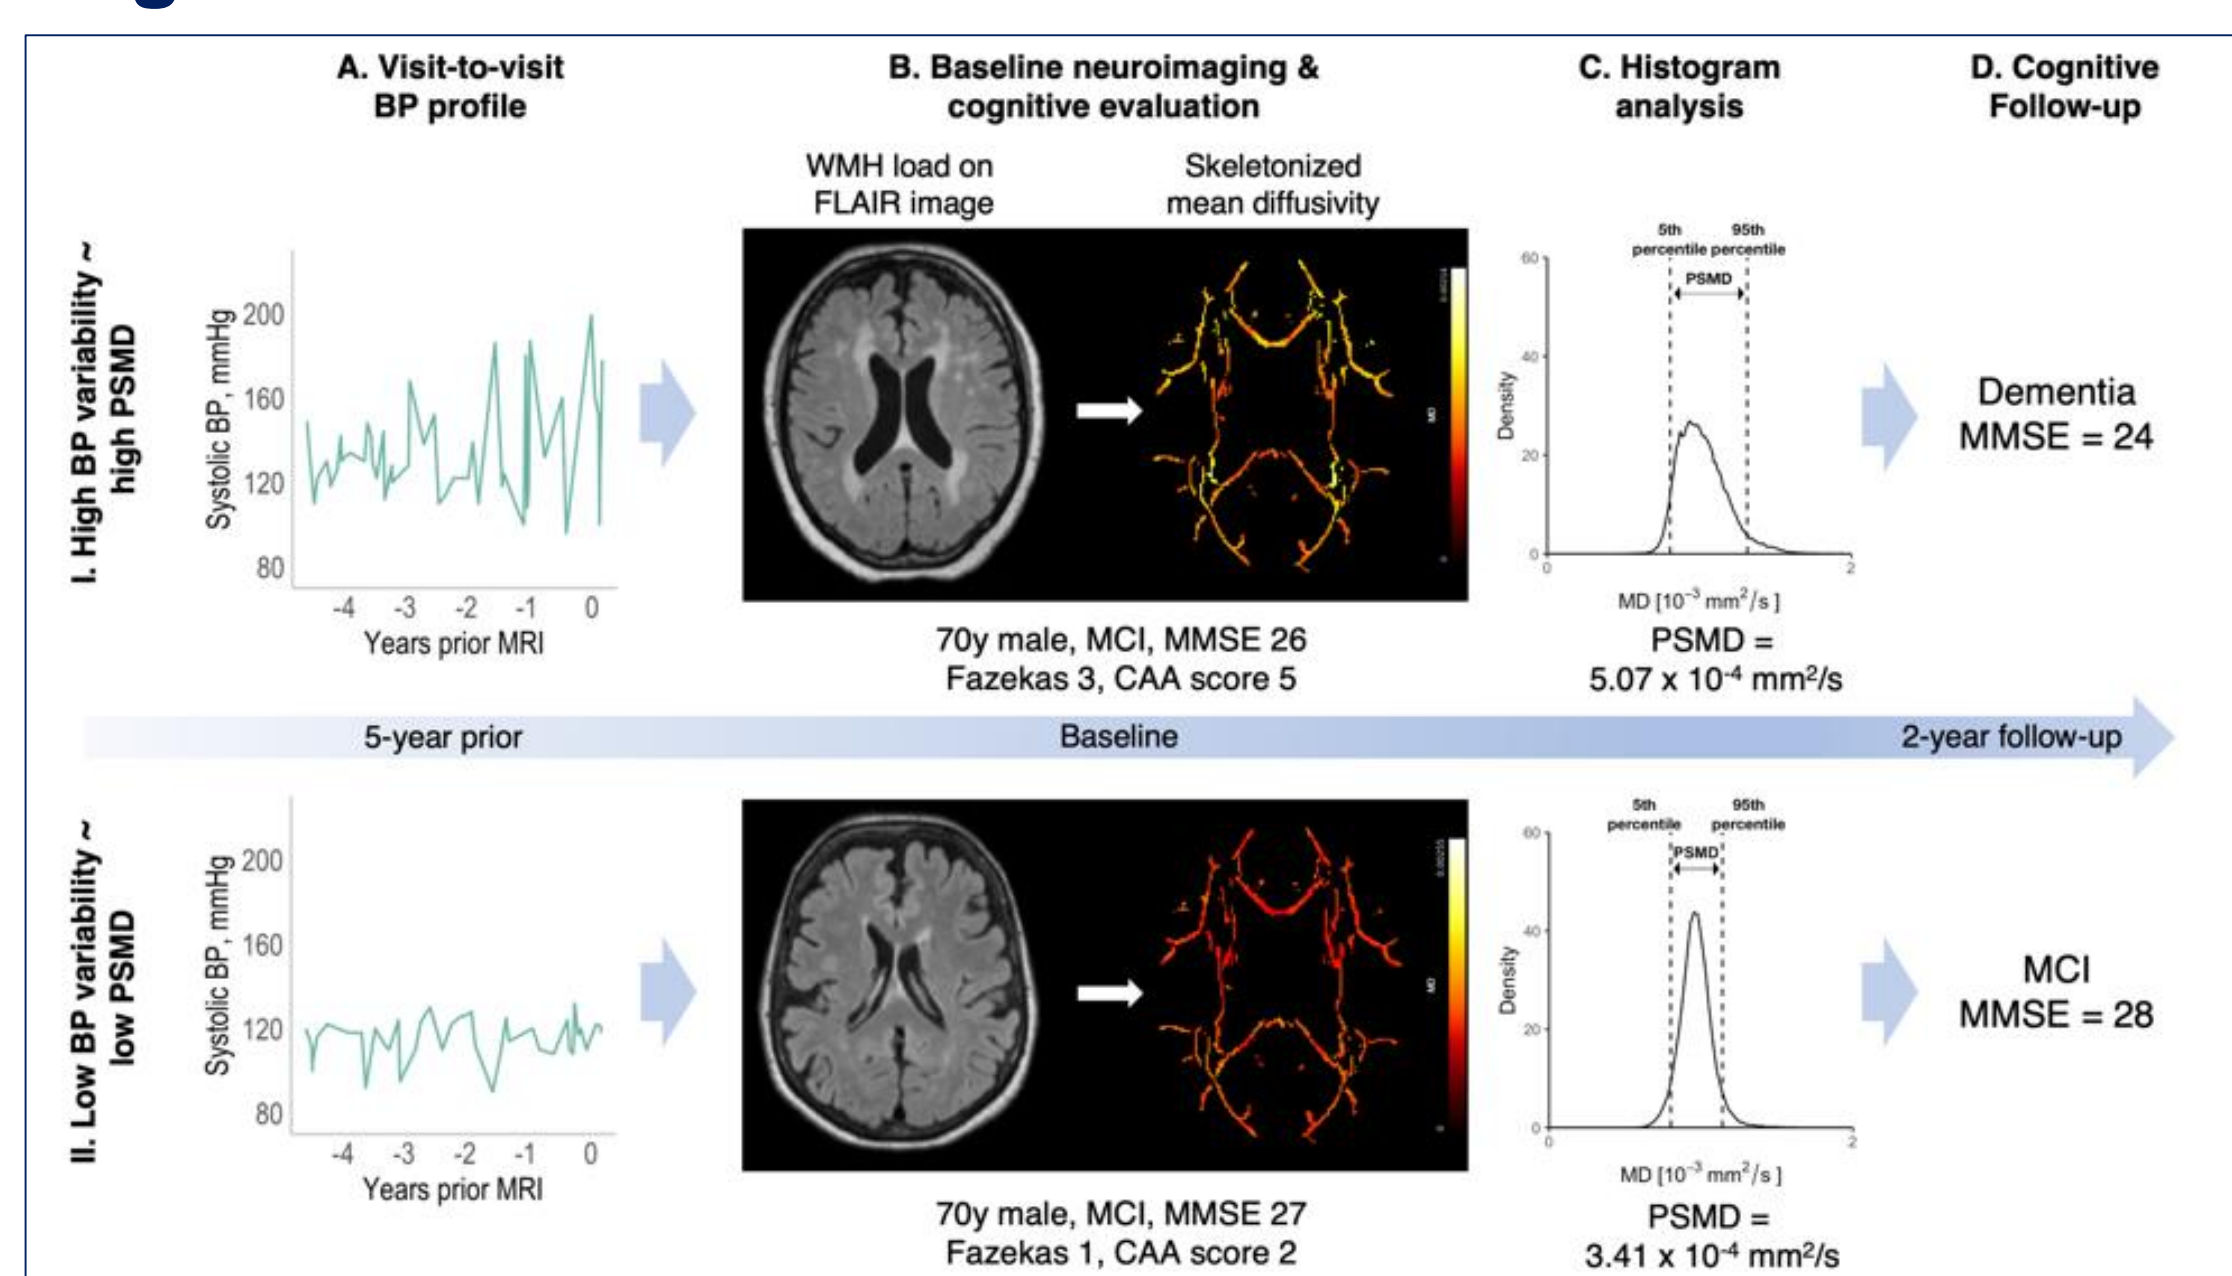 A. Visit-to-visit
BP profile
B. Baseline neuroimaging &
cognitive evaluation
C. Histogram
analysis
D. Cognitive
Follow-up
WMH load on
FLAIR image
Skeletonized
mean diffusivity
I. High BP variability ~
high PSMD
Systolic BP, mmHg
200
160
120
80
-4 -3 -2 -1 0
Years prior MRI
MD
0
5th
percentile
95th
percentile
PSMD
Density
60
40
20
0
0 2
MD [10⁻³ mm²/s ]
Dementia
MMSE = 24
70y male, MCI, MMSE 26
Fazekas 3, CAA score 5
PSMD =
5.07 x 10⁻⁴ mm²/s
5-year prior
Baseline
2-year follow-up
II. Low BP variability ~
low PSMD
Systolic BP, mmHg
200
160
120
80
-4 -3 -2 -1 0
Years prior MRI
MD
0
5th
percentile
95th
percentile
PSMD
Density
60
40
20
0
0 2
MD [10⁻³ mm²/s ]
MCI
MMSE = 28
70y male, MCI, MMSE 27
Fazekas 1, CAA score 2
PSMD =
3.41 x 10⁻⁴ mm²/s